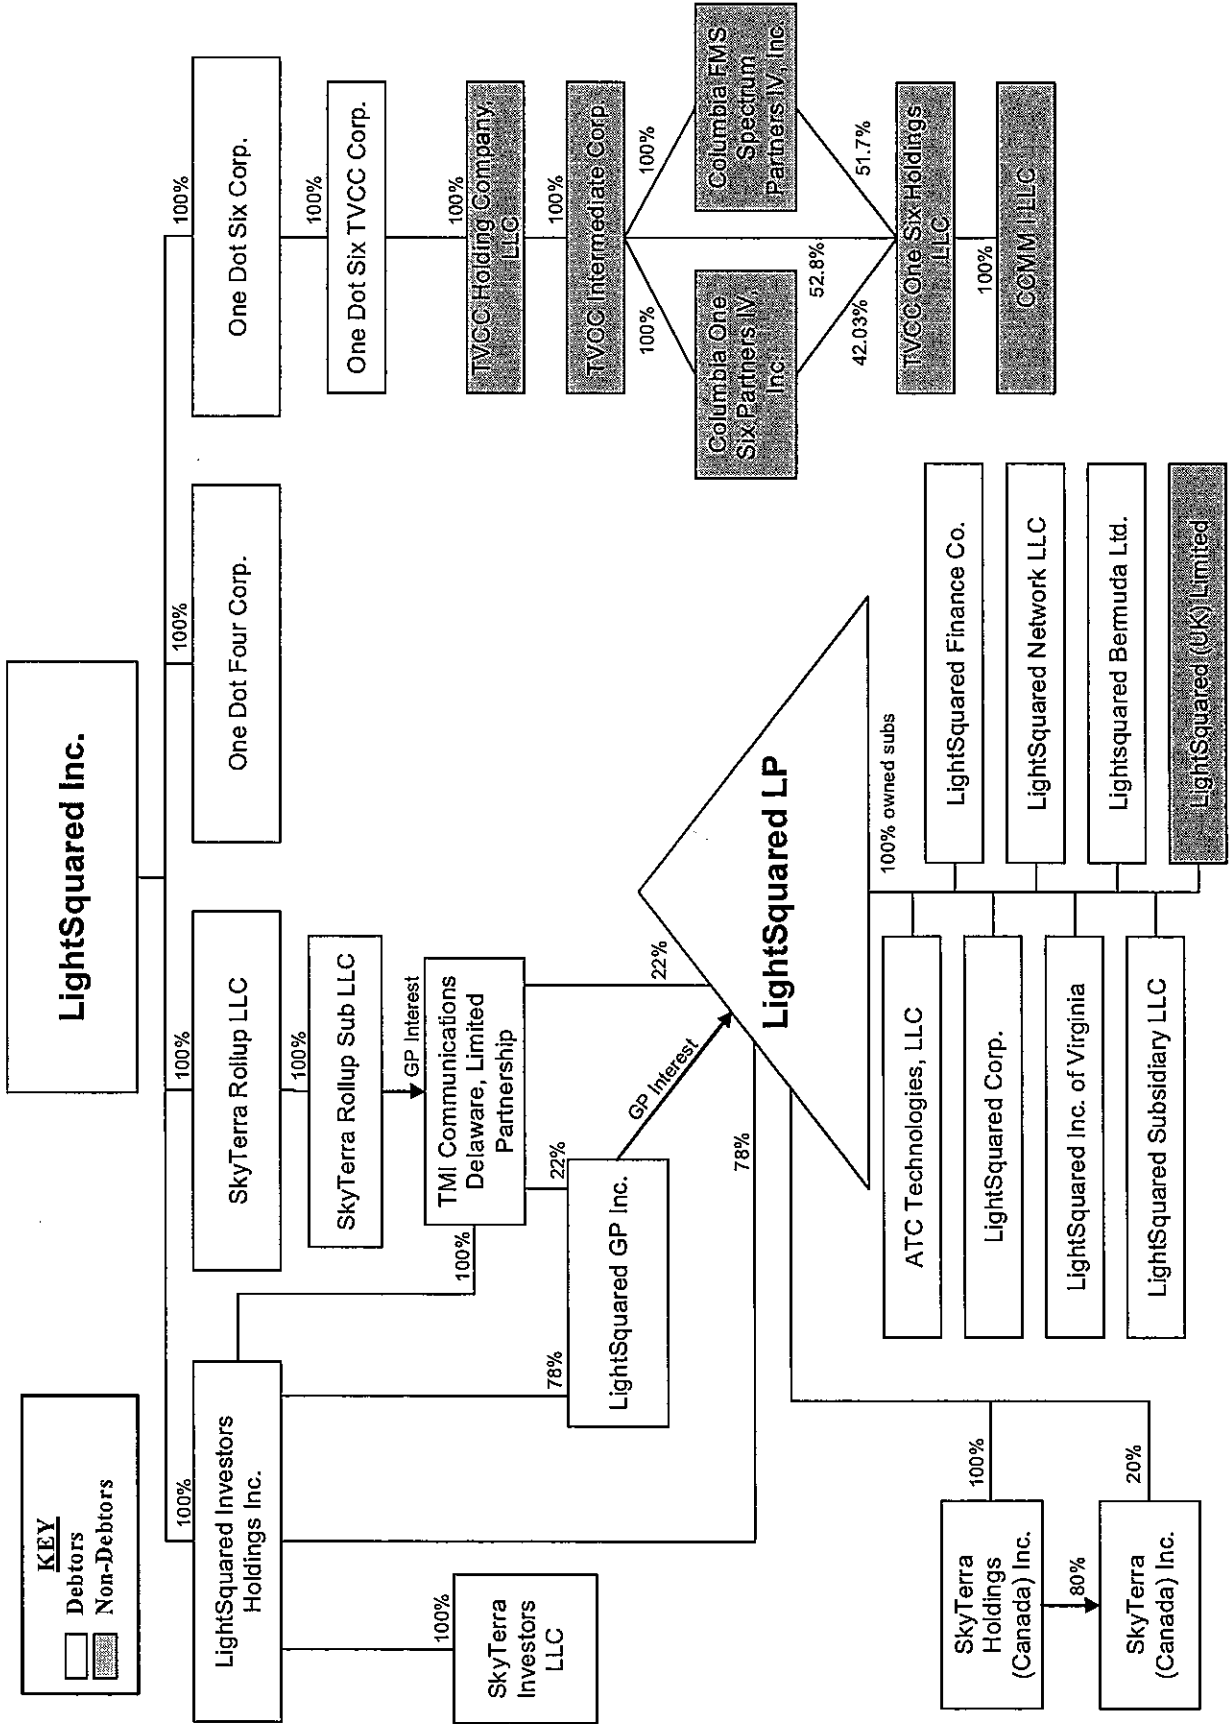 KEY
Debtors
Non-Debtors
LightSquared Inc.
100%
LightSquared Investors
Holdings Inc.
100%
SkyTerra Rollup LLC
100%
One Dot Four Corp.
100%
One Dot Six Corp.
100%
SkyTerra Rollup Sub LLC
100%
One Dot Six TVCC Corp.
GP Interest
100%
TMI Communications
Delaware, Limited
Partnership
100%
TVCC Holding Company,
LLC
100%
SkyTerra
Investors
LLC
100%
TVCC Intermediate Corp.
78%
22%
LightSquared GP Inc.
GP Interest
22%
78%
100%
100%
Columbia One
Six Partners IV,
Inc.
Columbia FMS
Spectrum
Partners IV, Inc.
52.8%
42.03%
51.7%
TVCC One Six Holdings
LLC
100%
CCMM I LLC
LightSquared LP
100% owned subs
ATC Technologies, LLC
LightSquared Finance Co.
LightSquared Corp.
LightSquared Network LLC
LightSquared Inc. of Virginia
Lightsquared Bermuda Ltd.
LightSquared Subsidiary LLC
LightSquared (UK) Limited
100%
SkyTerra
Holdings
(Canada) Inc.
80%
20%
SkyTerra
(Canada) Inc.